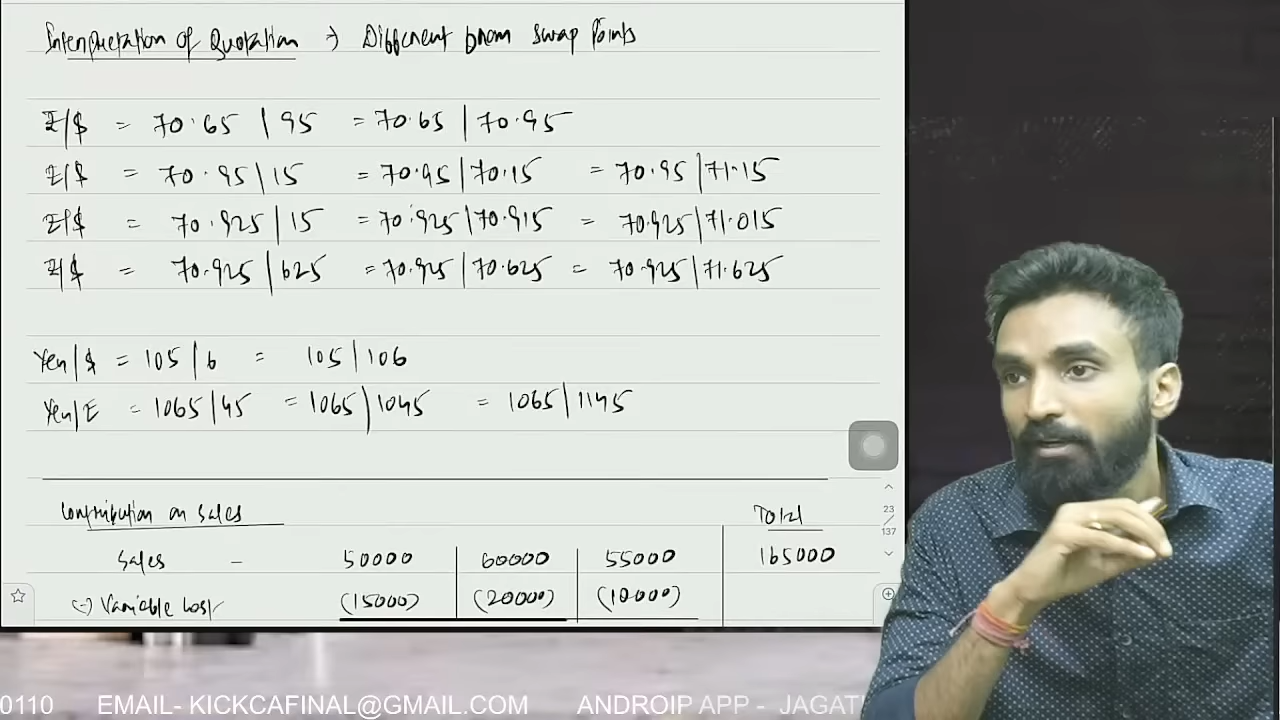 Interpretation of Quotation → Different from Swap Points
₹/$ = 70.65 | 95 = 70.65 | 70.95
₹/$ = 70.95 | 15 = 70.95 | 70.15 = 70.95 | 71.15
₹/$ = 70.925 | 15 = 70.925 | 70.915 = 70.925 | 71.015
₹/$ = 70.925 | 625 = 70.925 | 70.625 = 70.925 | 71.625
Yen/$ = 105 | 6 = 105 | 106
Yen/£ = 1065 | 45 = 1065 | 1045 = 1065 | 1145
Contribution on Sales Total
Sales - 50000 60000 55000 165000
(-) Variable Cost (15000) (20000) (10000)
23
/
137
0110 EMAIL- KICKCAFINAL@GMAIL.COM ANDROIP APP - JAGAT